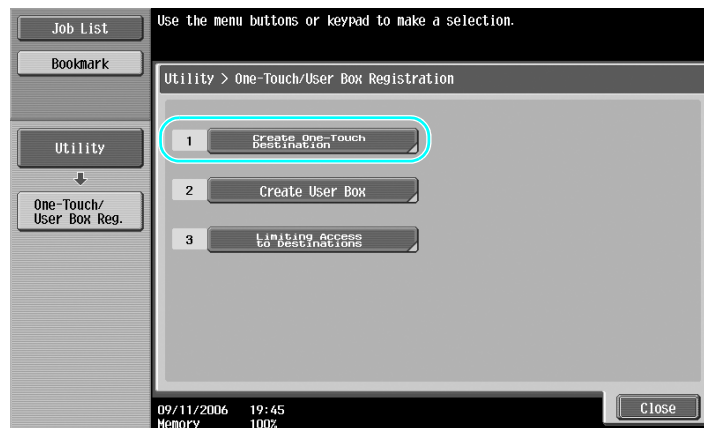 Job List
Use the menu buttons or keypad to make a selection.
Bookmark
Utility > One-Touch/User Box Registration
Utility
One-Touch/
User Box Reg.
1
Create One-Touch
Destination
2
Create User Box
3
Limiting Access
to Destinations
09/11/2006 19:45
Memory 100%
Close